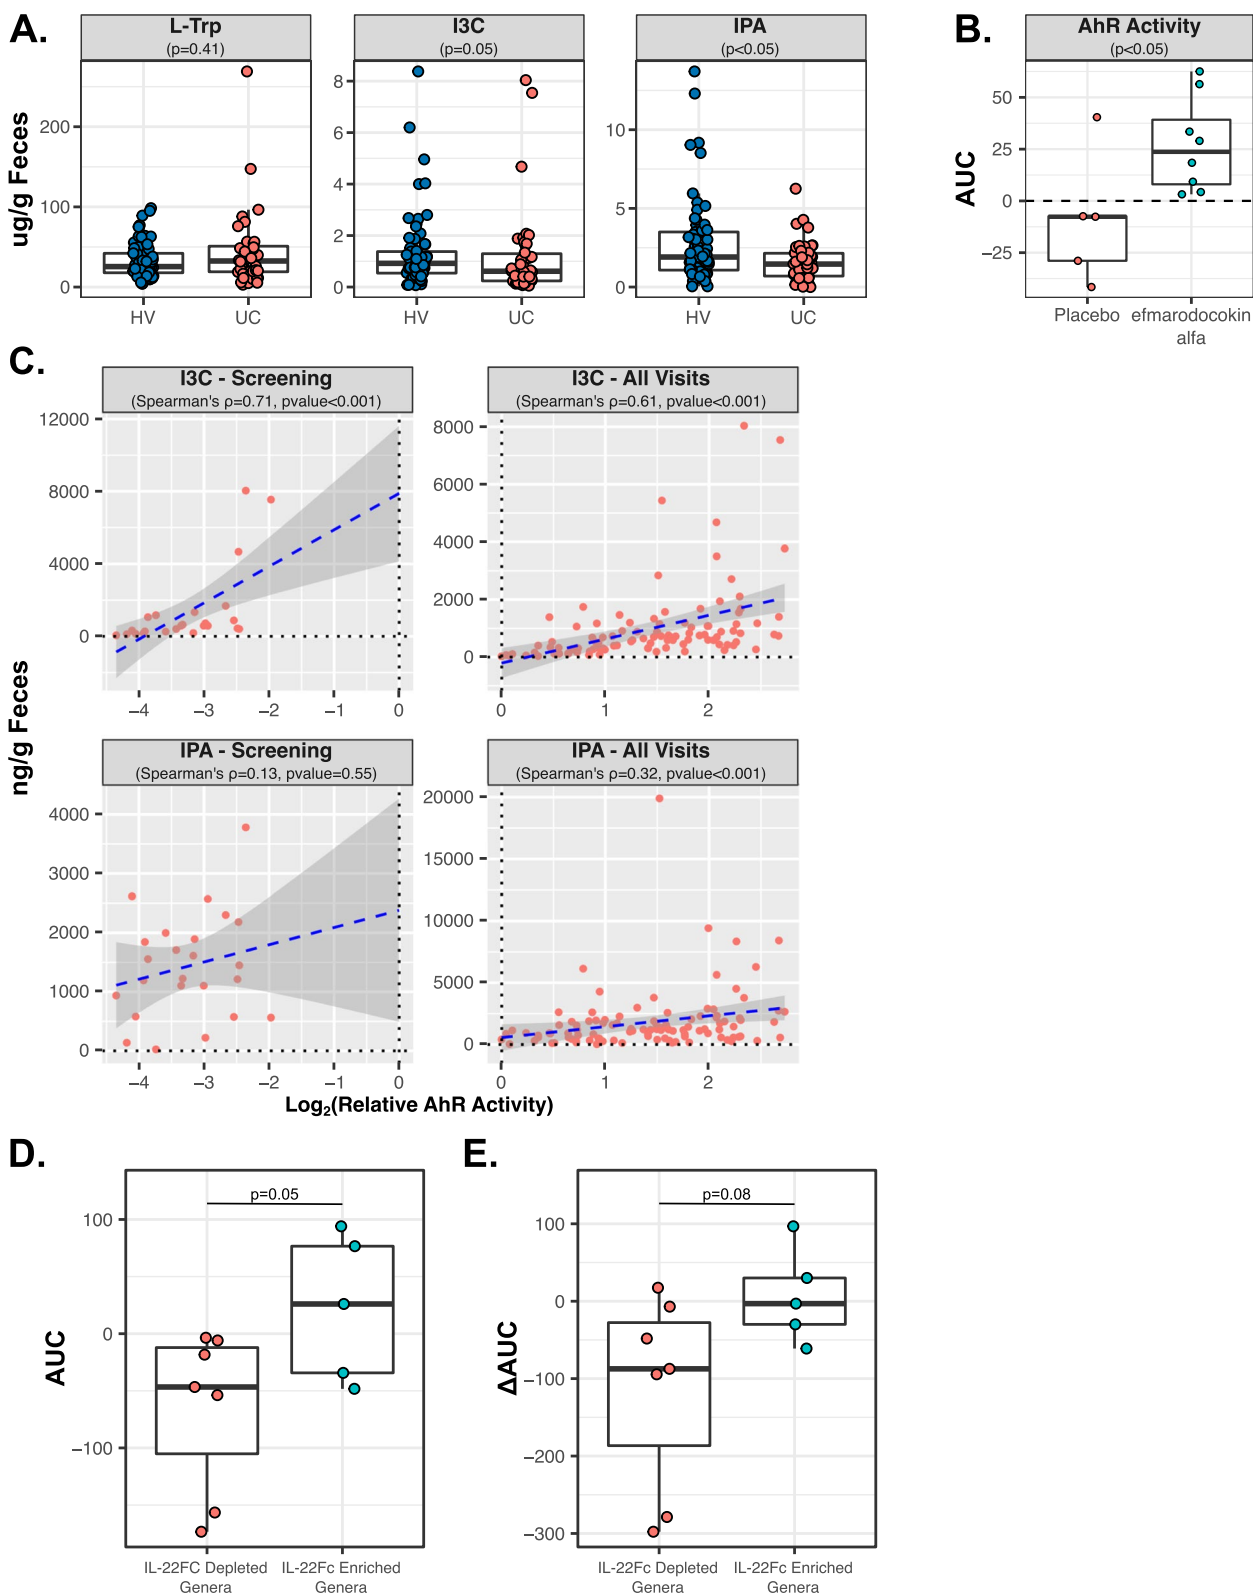 A.
L-Trp
(p=0.41)
I3C
(p=0.05)
IPA
(p<0.05)
ug/g Feces
200
100
0
8
6
4
2
0
10
5
0
HV
UC
HV
UC
HV
UC
B.
AhR Activity
(p<0.05)
AUC
50
25
0
−25
Placebo
efmarodocokin
alfa
C.
I3C - Screening
(Spearman's ρ=0.71, pvalue<0.001)
12000
8000
4000
0
−4
−3
−2
−1
0
I3C - All Visits
(Spearman's ρ=0.61, pvalue<0.001)
8000
6000
4000
2000
0
0
1
2
ng/g Feces
IPA - Screening
(Spearman's ρ=0.13, pvalue=0.55)
4000
3000
2000
1000
0
−4
−3
−2
−1
0
IPA - All Visits
(Spearman's ρ=0.32, pvalue<0.001)
20000
15000
10000
5000
0
0
1
2
Log₂(Relative AhR Activity)
D.
p=0.05
AUC
100
0
−100
IL-22FC Depleted
Genera
IL-22Fc Enriched
Genera
E.
p=0.08
ΔAUC
100
0
−100
−200
−300
IL-22Fc Depleted
Genera
IL-22Fc Enriched
Genera